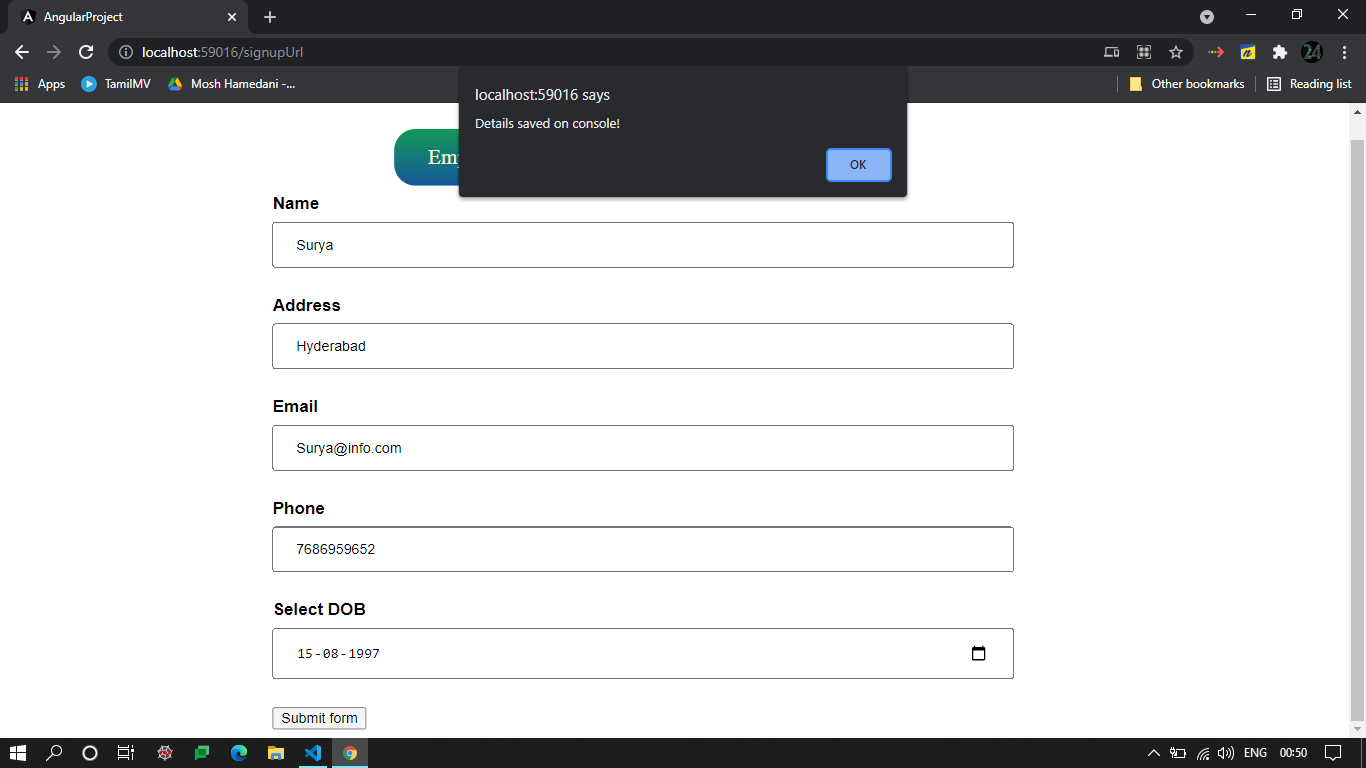 AngularProject
localhost:59016/signupUrl
Apps
TamilMV
Mosh Hamedani -...
Other bookmarks
Reading list
localhost:59016 says
Details saved on console!
OK
Name
Surya
Address
Hyderabad
Email
Surya@info.com
Phone
7686959652
Select DOB
15-08-1997
Submit form
ENG
00:50